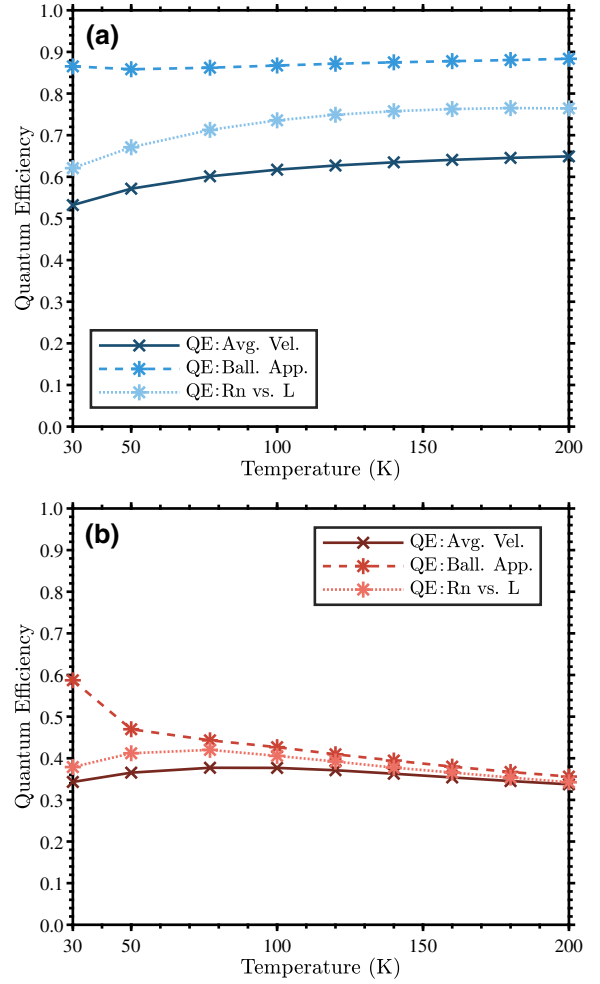 (a)
1.0
0.9
0.8
0.7
0.6
0.5
0.4
0.3
0.2
0.1
0.0
Quantum Efficiency
QE:Avg. Vel.
QE:Ball. App.
QE:Rn vs. L
30 50 100 150 200
Temperature (K)
(b)
1.0
0.9
0.8
0.7
0.6
0.5
0.4
0.3
0.2
0.1
0.0
Quantum Efficiency
QE:Avg. Vel.
QE:Ball. App.
QE:Rn vs. L
30 50 100 150 200
Temperature (K)